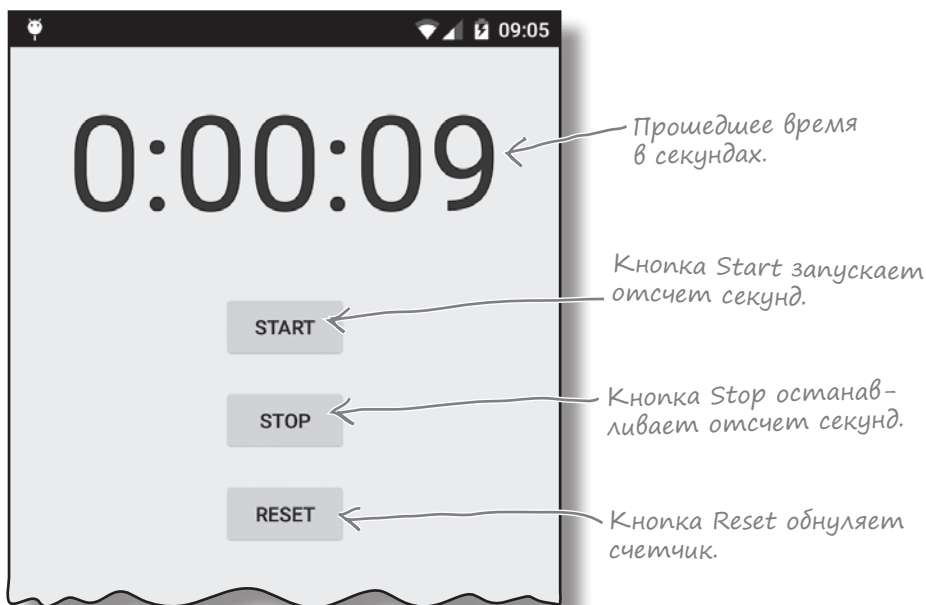 09:05
0:00:09
Прошедшее время
в секундах.
Кнопка Start запускает
отсчет секунд.
START
Кнопка Stop останав-
ливает отсчет секунд.
STOP
Кнопка Reset обнуляет
счетчик.
RESET